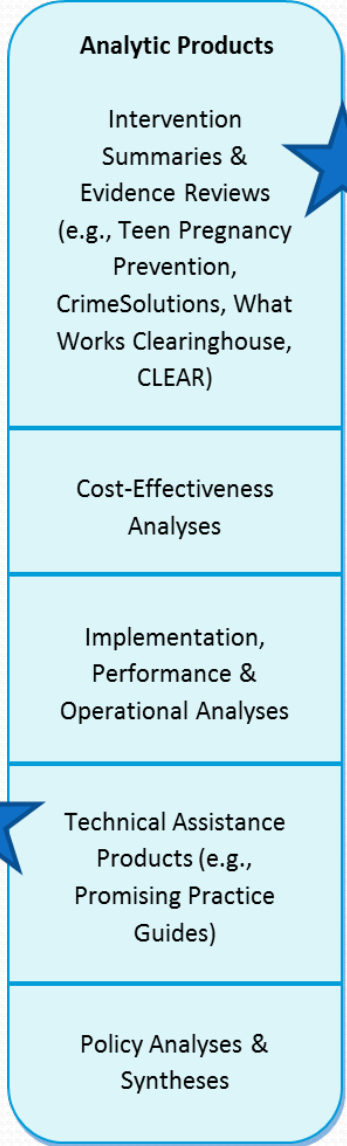 Analytic Products
Intervention
Summaries &
Evidence Reviews
(e.g., Teen Pregnancy
Prevention,
CrimeSolutions, What
Works Clearinghouse,
CLEAR)
Cost-Effectiveness
Analyses
Implementation,
Performance &
Operational Analyses
Technical Assistance
Products (e.g.,
Promising Practice
Guides)
Policy Analyses &
Syntheses